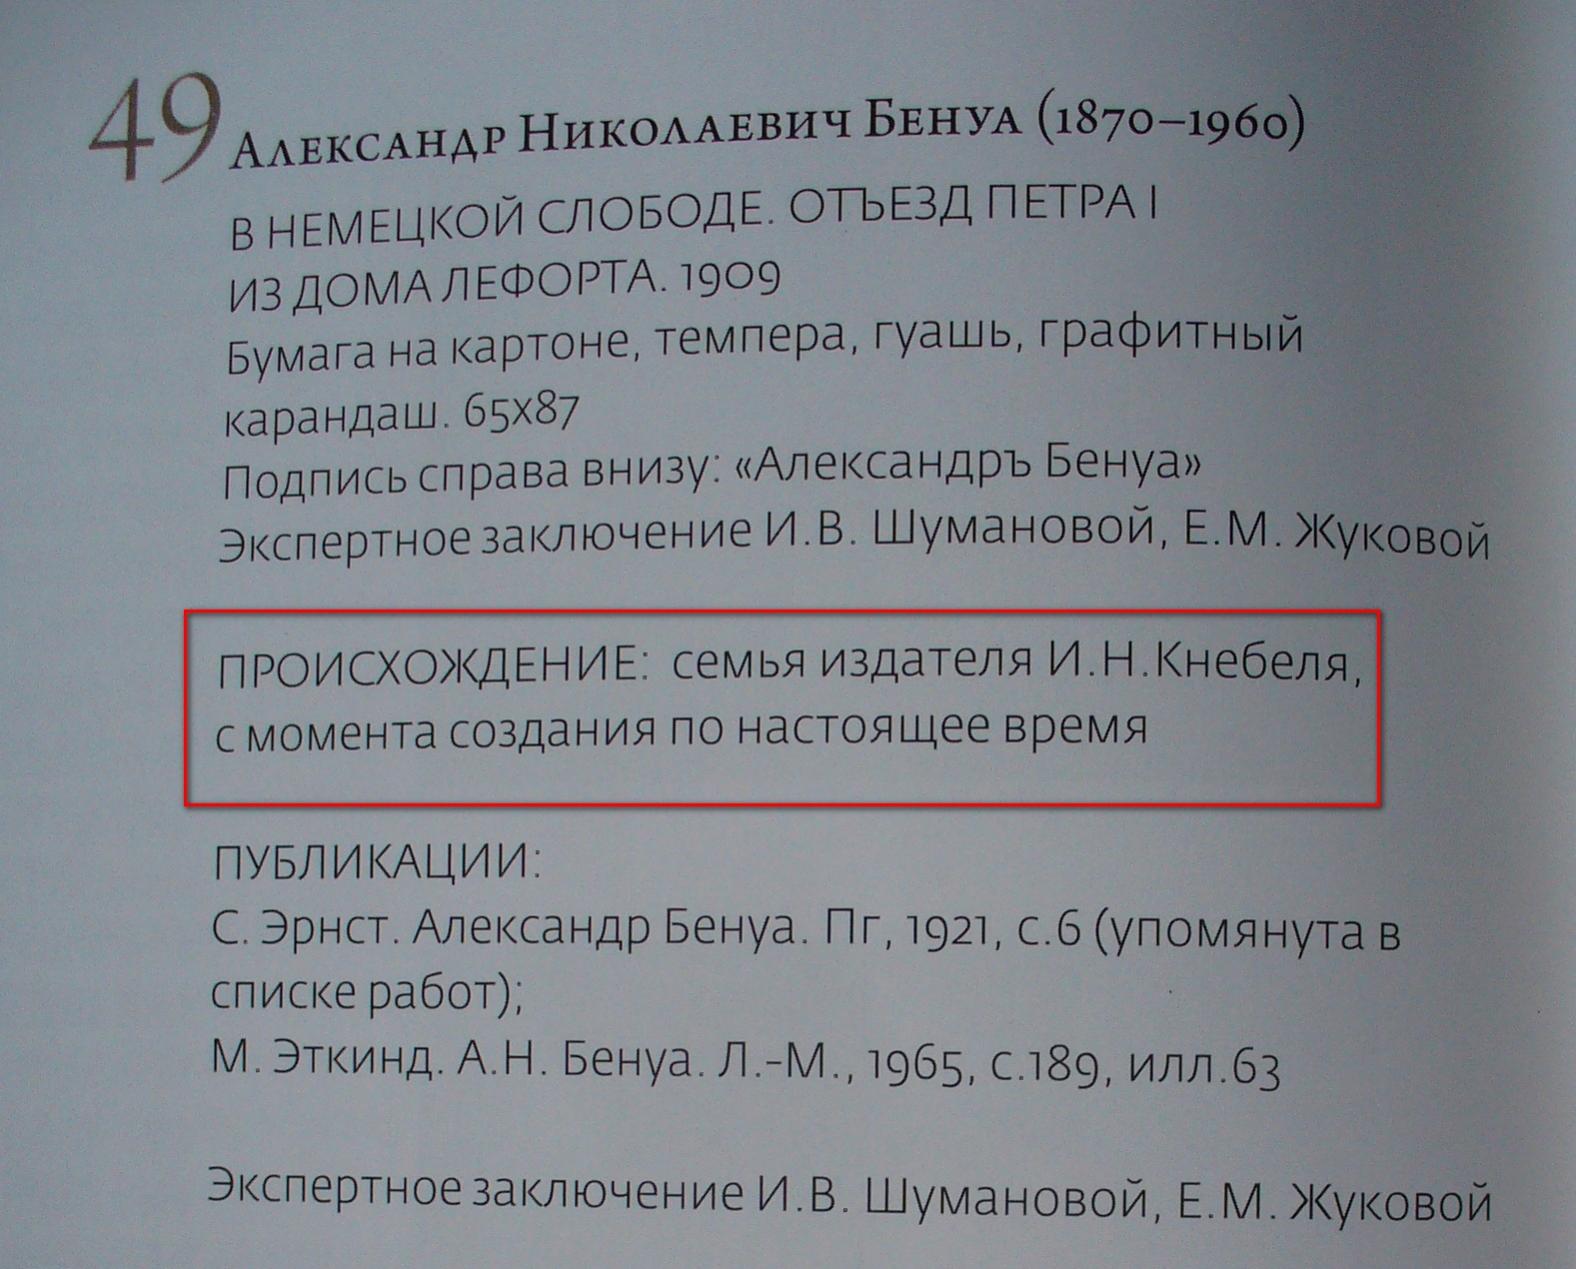 49 Александр Николаевич Бенуа (1870–1960)
В НЕМЕЦКОЙ СЛОБОДЕ. ОТЪЕЗД ПЕТРА I
ИЗ ДОМА ЛЕФОРТА. 1909
Бумага на картоне, темпера, гуашь, графитный
карандаш. 65х87
Подпись справа внизу: «Александръ Бенуа»
Экспертное заключение И.В. Шумановой, Е.М. Жуковой
ПРОИСХОЖДЕНИЕ: семья издателя И.Н.Кнебеля,
с момента создания по настоящее время
ПУБЛИКАЦИИ:
С. Эрнст. Александр Бенуа. Пг, 1921, с.6 (упомянута в
списке работ);
М. Эткинд. А.Н. Бенуа. Л.-М., 1965, с.189, илл.63
Экспертное заключение И.В. Шумановой, Е.М. Жуковой